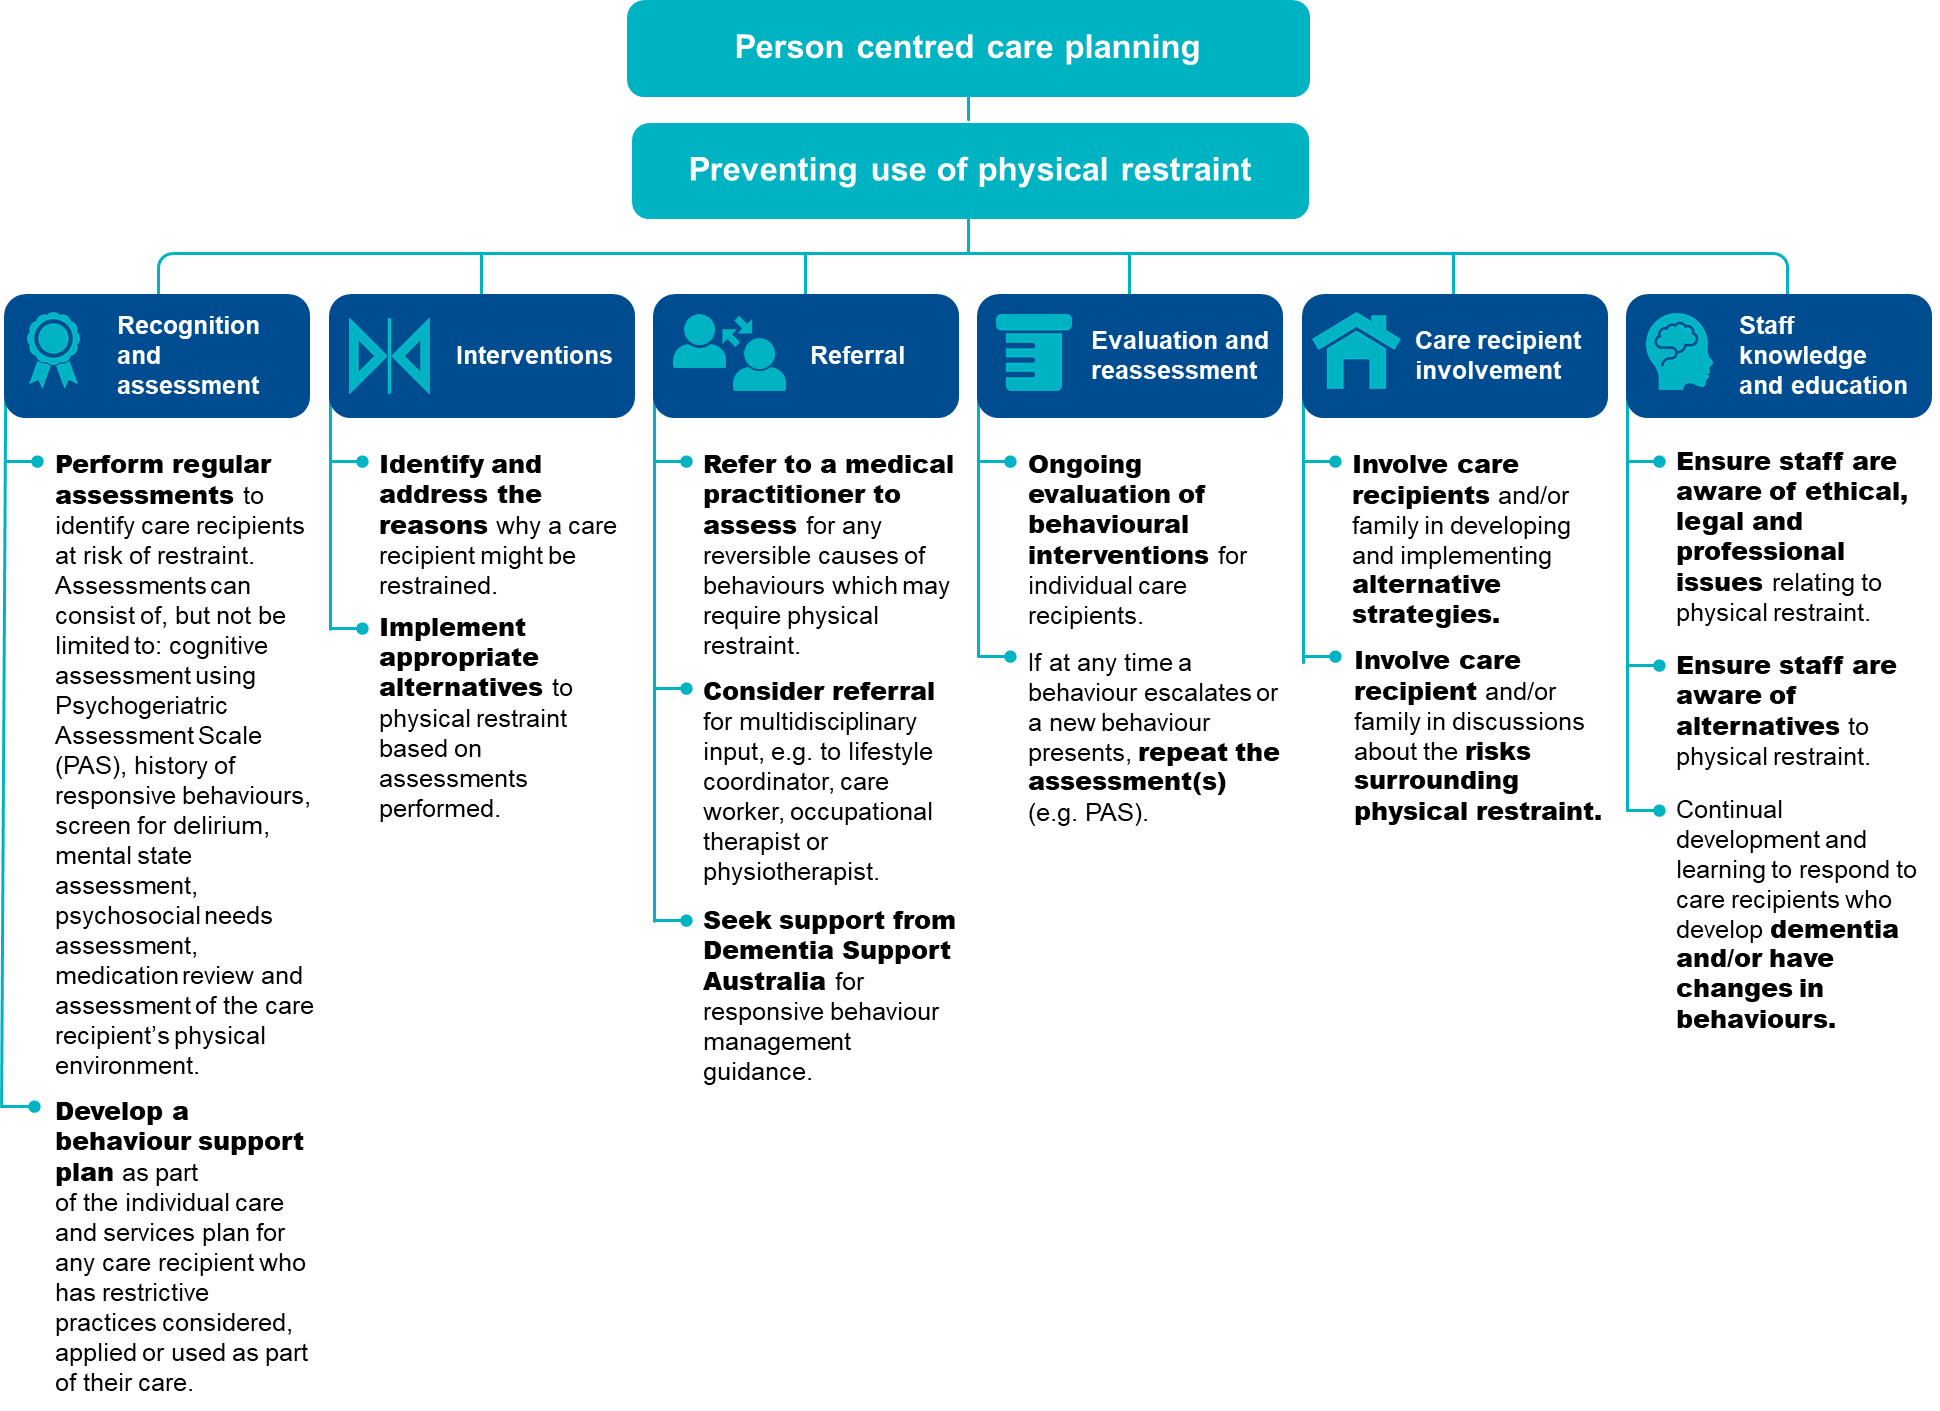 Person centred care planning
Preventing use of physical restraint
Recognition
and
assessment
Perform regular
assessments to
identify care recipients
at risk of restraint.
Assessments can
consist of, but not be
limited to: cognitive
assessment using
Psychogeriatric
Assessment Scale
(PAS), history of
responsive behaviours,
screen for delirium,
mental state
assessment,
psychosocial needs
assessment,
medication review and
assessment of the care
recipient’s physical
environment.
Develop a
behaviour support
plan as part
of the individual care
and services plan for
any care recipient who
has restrictive
practices considered,
applied or used as part
of their care.
Interventions
Identify and
address the
reasons why a care
recipient might be
restrained.
Implement
appropriate
alternatives to
physical restraint
based on
assessments
performed.
Referral
Refer to a medical
practitioner to
assess for any
reversible causes of
behaviours which may
require physical
restraint.
Consider referral
for multidisciplinary
input, e.g. to lifestyle
coordinator, care
worker, occupational
therapist or
physiotherapist.
Seek support from
Dementia Support
Australia for
responsive behaviour
management
guidance.
Evaluation and
reassessment
Ongoing
evaluation of
behavioural
interventions for
individual care
recipients.
If at any time a
behaviour escalates or
a new behaviour
presents, repeat the
assessment(s)
(e.g. PAS).
Care recipient
involvement
Involve care
recipients and/or
family in developing
and implementing
alternative
strategies.
Involve care
recipient and/or
family in discussions
about the risks
surrounding
physical restraint.
Staff
knowledge
and education
Ensure staff are
aware of ethical,
legal and
professional
issues relating to
physical restraint.
Ensure staff are
aware of
alternatives to
physical restraint.
Continual
development and
learning to respond to
care recipients who
develop dementia
and/or have
changes in
behaviours.